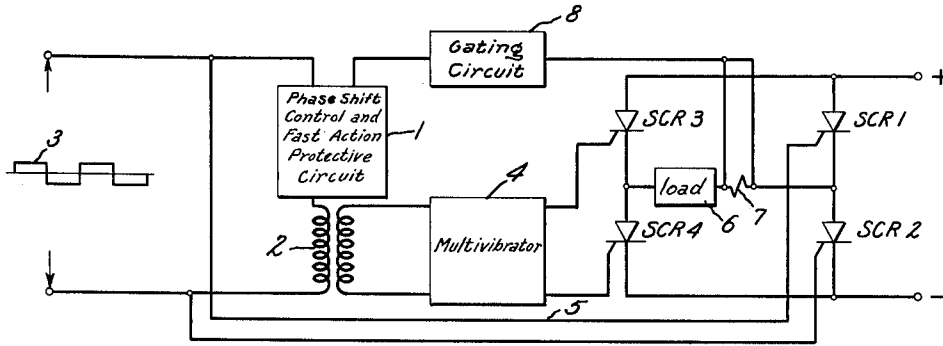 8
Gating
Circuit
+
Phase Shift
Control and
Fast Action
Protective
Circuit
1
SCR 3
SCR 1
3
4
load
6
7
2
Multivibrator
SCR 4
SCR 2
5
−